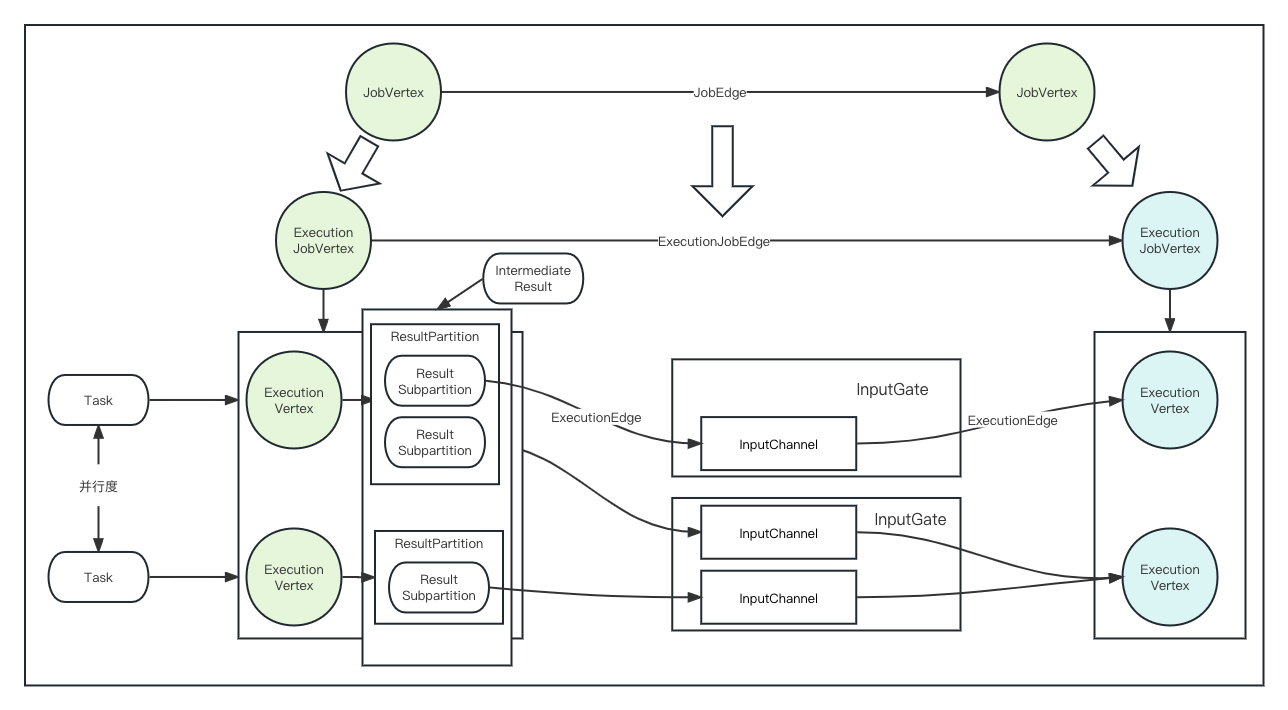 JobVertex
JobEdge
JobVertex
Execution
JobVertex
ExecutionJobEdge
Execution
JobVertex
Intermediate
Result
ResultPartition
Result
Subpartition
Result
Subpartition
Execution
Vertex
Task
ExecutionEdge
InputGate
InputChannel
ExecutionEdge
Execution
Vertex
并行度
Task
Execution
Vertex
ResultPartition
Result
Subpartition
InputGate
InputChannel
InputChannel
Execution
Vertex